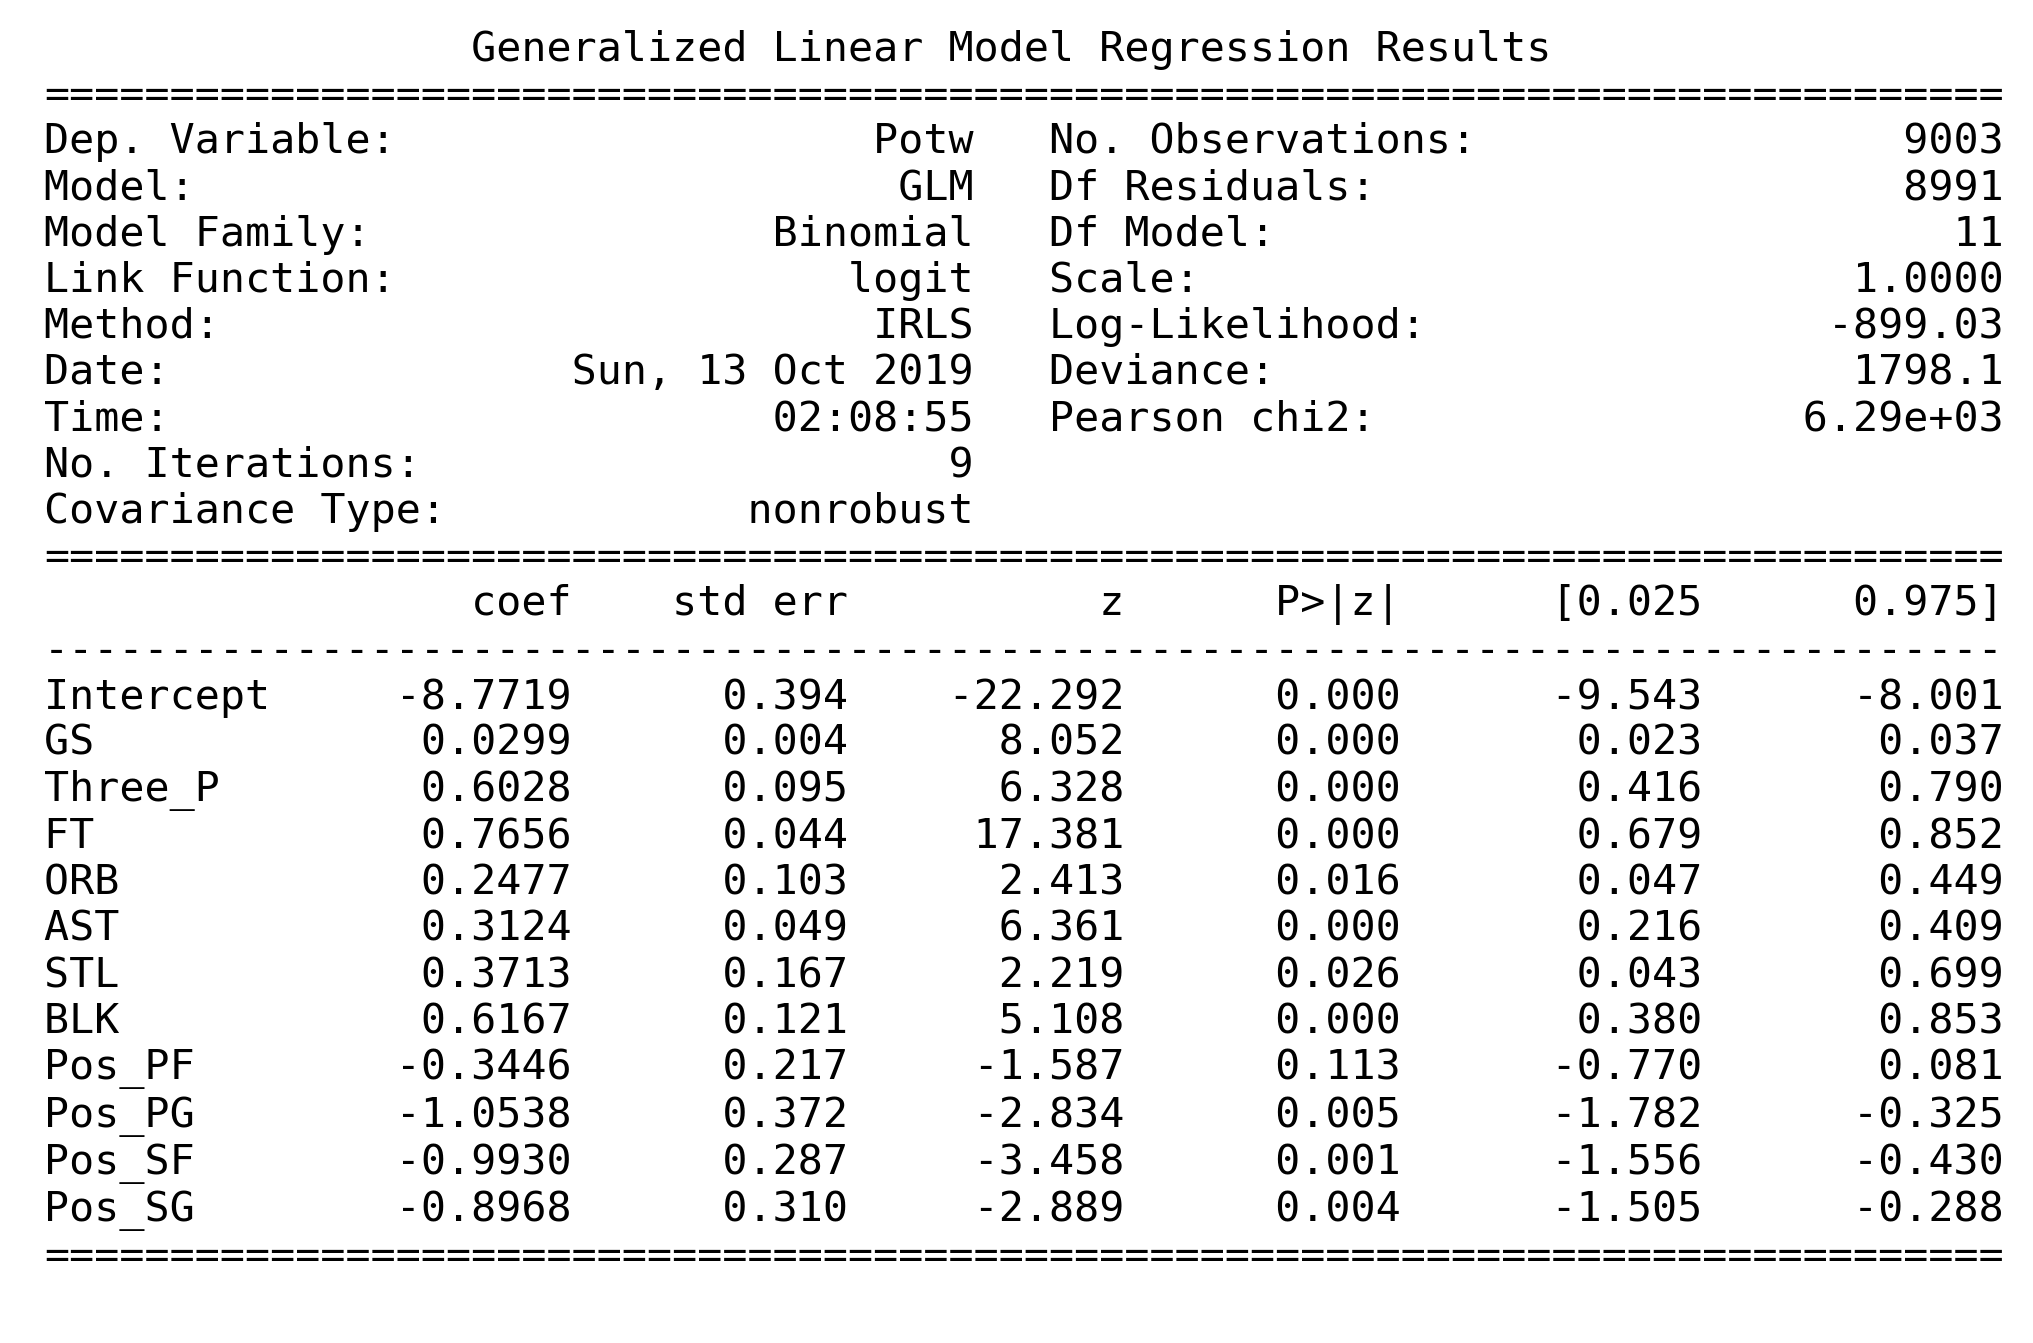 Generalized Linear Model Regression Results
==============================================================================
Dep. Variable:                   Potw   No. Observations:                 9003
Model:                            GLM   Df Residuals:                     8991
Model Family:                Binomial   Df Model:                           11
Link Function:                  logit   Scale:                          1.0000
Method:                          IRLS   Log-Likelihood:                -899.03
Date:                Sun, 13 Oct 2019   Deviance:                       1798.1
Time:                        02:08:55   Pearson chi2:                 6.29e+03
No. Iterations:                     9
Covariance Type:            nonrobust
==============================================================================
                 coef    std err          z      P>|z|      [0.025      0.975]
------------------------------------------------------------------------------
Intercept     -8.7719      0.394    -22.292      0.000      -9.543      -8.001
GS             0.0299      0.004      8.052      0.000       0.023       0.037
Three_P        0.6028      0.095      6.328      0.000       0.416       0.790
FT             0.7656      0.044     17.381      0.000       0.679       0.852
ORB            0.2477      0.103      2.413      0.016       0.047       0.449
AST            0.3124      0.049      6.361      0.000       0.216       0.409
STL            0.3713      0.167      2.219      0.026       0.043       0.699
BLK            0.6167      0.121      5.108      0.000       0.380       0.853
Pos_PF        -0.3446      0.217     -1.587      0.113      -0.770       0.081
Pos_PG        -1.0538      0.372     -2.834      0.005      -1.782      -0.325
Pos_SF        -0.9930      0.287     -3.458      0.001      -1.556      -0.430
Pos_SG        -0.8968      0.310     -2.889      0.004      -1.505      -0.288
==============================================================================